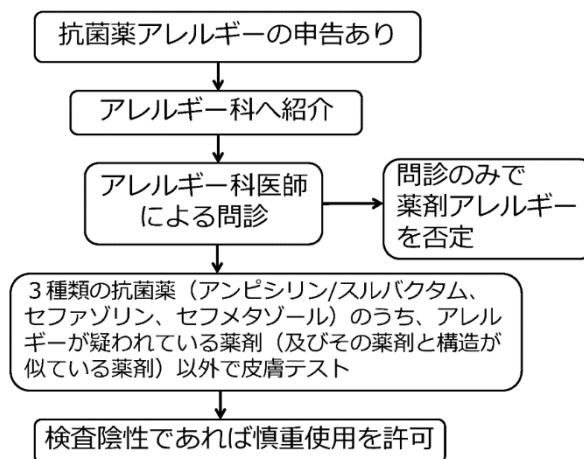 抗菌薬アレルギーの申告あり
アレルギー科へ紹介
アレルギー科医師
による問診
問診のみで
薬剤アレルギー
を否定
３種類の抗菌薬（アンピシリン/スルバクタム、
セファゾリン、セフメタゾール）のうち、アレル
ギーが疑われている薬剤（及びその薬剤と構造が
似ている薬剤）以外で皮膚テスト
検査陰性であれば慎重使用を許可